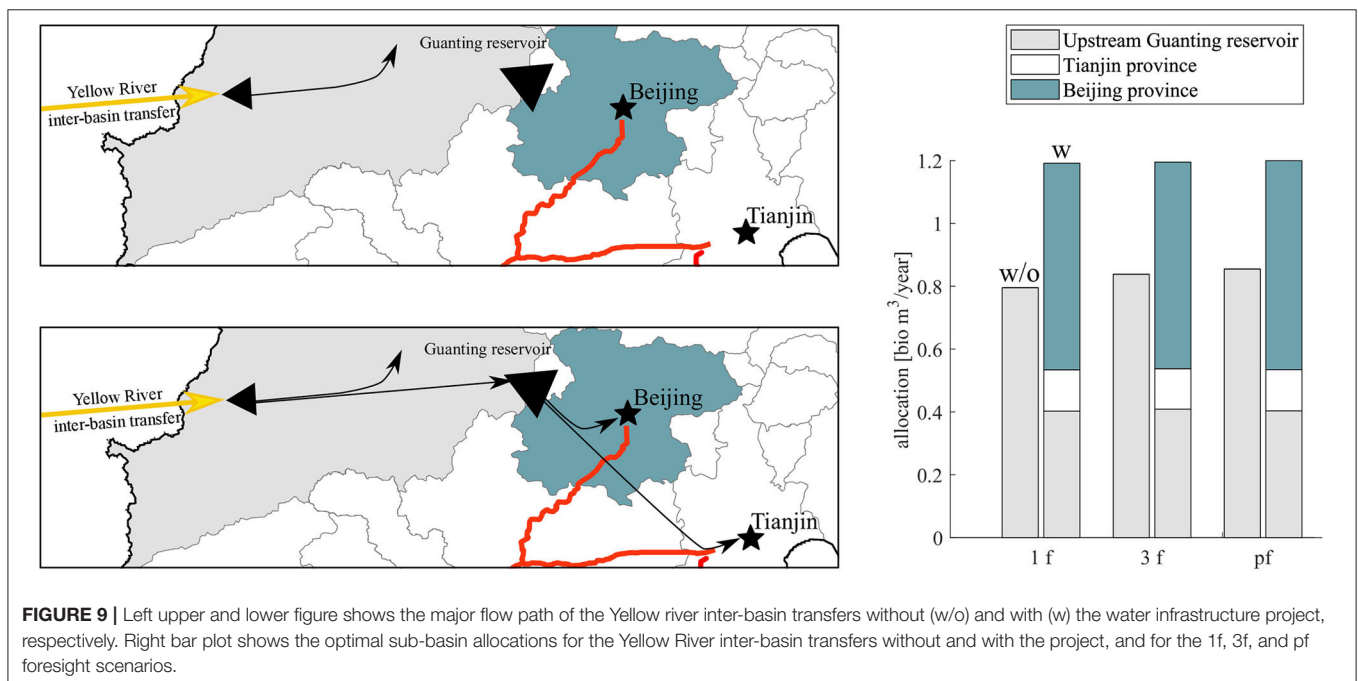 Guanting reservoir
Yellow River
inter-basin transfer
Beijing
Tianjin
Guanting reservoir
Yellow River
inter-basin transfer
Beijing
Tianjin
Upstream Guanting reservoir
Tianjin province
Beijing province
allocation [bio m³/year]
1.2
1
0.8
0.6
0.4
0.2
0
w/o
w
1 f
3 f
pf
FIGURE 9 | Left upper and lower figure shows the major flow path of the Yellow river inter-basin transfers without (w/o) and with (w) the water infrastructure project,
respectively. Right bar plot shows the optimal sub-basin allocations for the Yellow River inter-basin transfers without and with the project, and for the 1f, 3f, and pf
foresight scenarios.